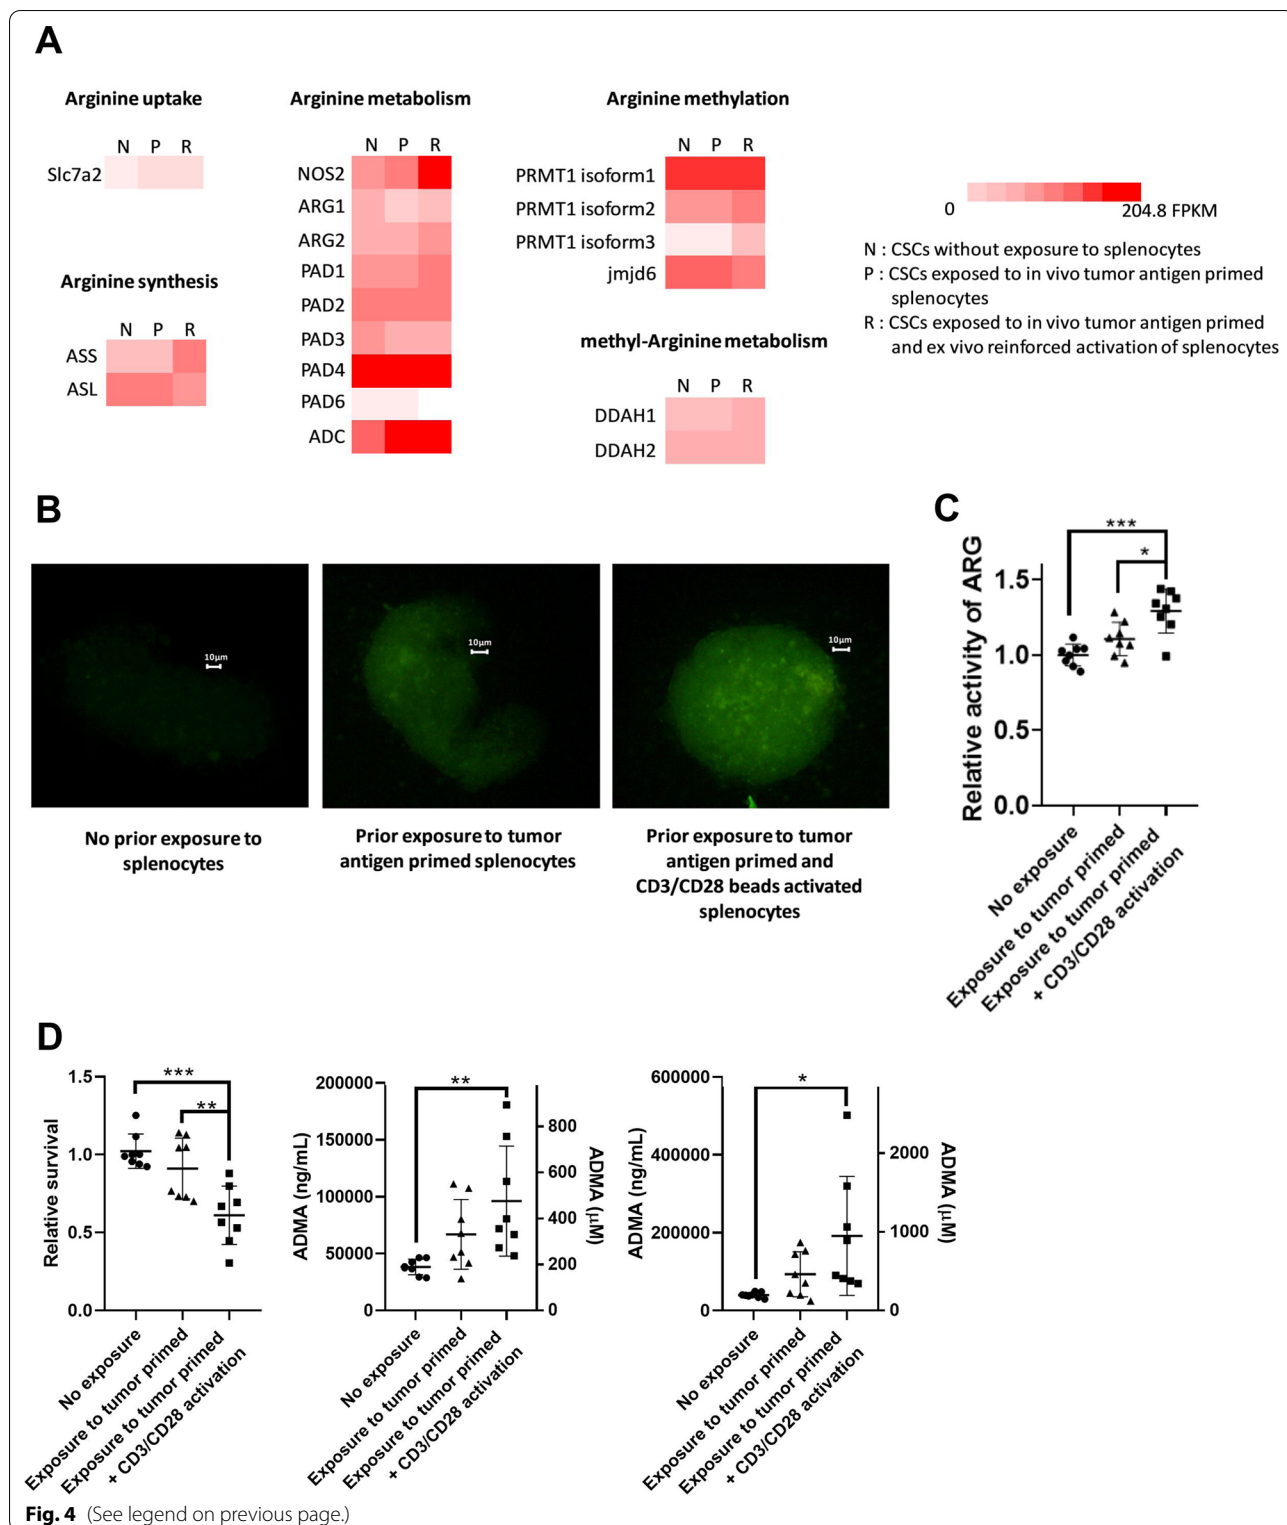 A
Arginine uptake
N P R
Slc7a2
Arginine synthesis
N P R
ASS
ASL
Arginine metabolism
N P R
NOS2
ARG1
ARG2
PAD1
PAD2
PAD3
PAD4
PAD6
ADC
Arginine methylation
N P R
PRMT1 isoform1
PRMT1 isoform2
PRMT1 isoform3
jmjd6
methyl-Arginine metabolism
N P R
DDAH1
DDAH2
0 204.8 FPKM
N : CSCs without exposure to splenocytes
P : CSCs exposed to in vivo tumor antigen primed
splenocytes
R : CSCs exposed to in vivo tumor antigen primed
and ex vivo reinforced activation of splenocytes
B
10μm
10μm
10μm
No prior exposure to
splenocytes
Prior exposure to tumor
antigen primed splenocytes
Prior exposure to tumor
antigen primed and
CD3/CD28 beads activated
splenocytes
C
Relative activity of ARG
1.5
1.0
0.5
0.0
***
*
No exposure
Exposure to tumor primed
Exposure to tumor primed
+ CD3/CD28 activation
D
Relative survival
1.5
1.0
0.5
0.0
***
**
No exposure
Exposure to tumor primed
Exposure to tumor primed
+ CD3/CD28 activation
ADMA (ng/mL)
200000
150000
100000
50000
0
**
800
600
400
200
0
ADMA (μM)
No exposure
Exposure to tumor primed
Exposure to tumor primed
+ CD3/CD28 activation
ADMA (ng/mL)
600000
400000
200000
0
*
2000
1000
0
ADMA (μM)
No exposure
Exposure to tumor primed
Exposure to tumor primed
+ CD3/CD28 activation
Fig. 4 (See legend on previous page.)